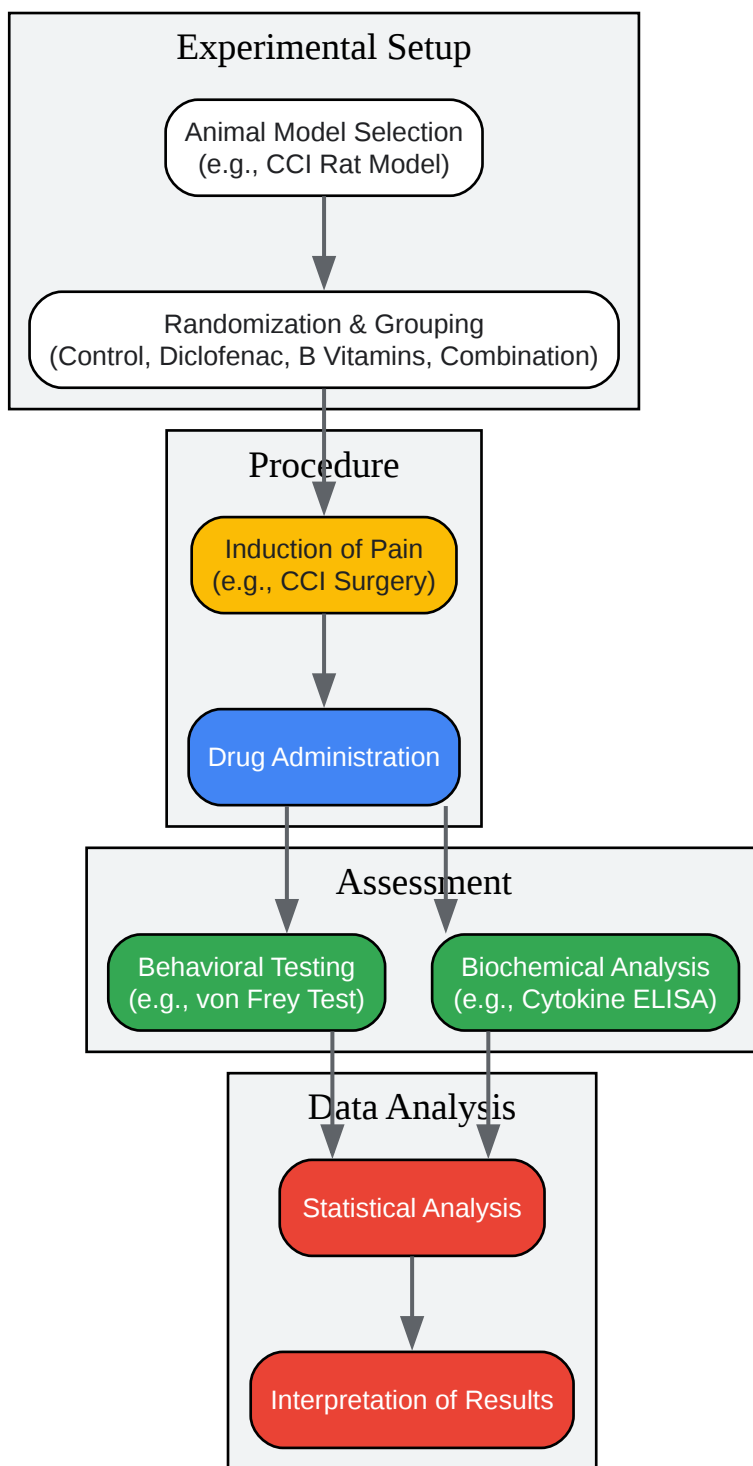 Experimental Setup
Animal Model Selection
(e.g., CCI Rat Model)
Randomization & Grouping
(Control, Diclofenac, B Vitamins, Combination)
Procedure
Induction of Pain
(e.g., CCI Surgery)
Drug Administration
Assessment
Behavioral Testing
(e.g., von Frey Test)
Biochemical Analysis
(e.g., Cytokine ELISA)
Data Analysis
Statistical Analysis
Interpretation of Results